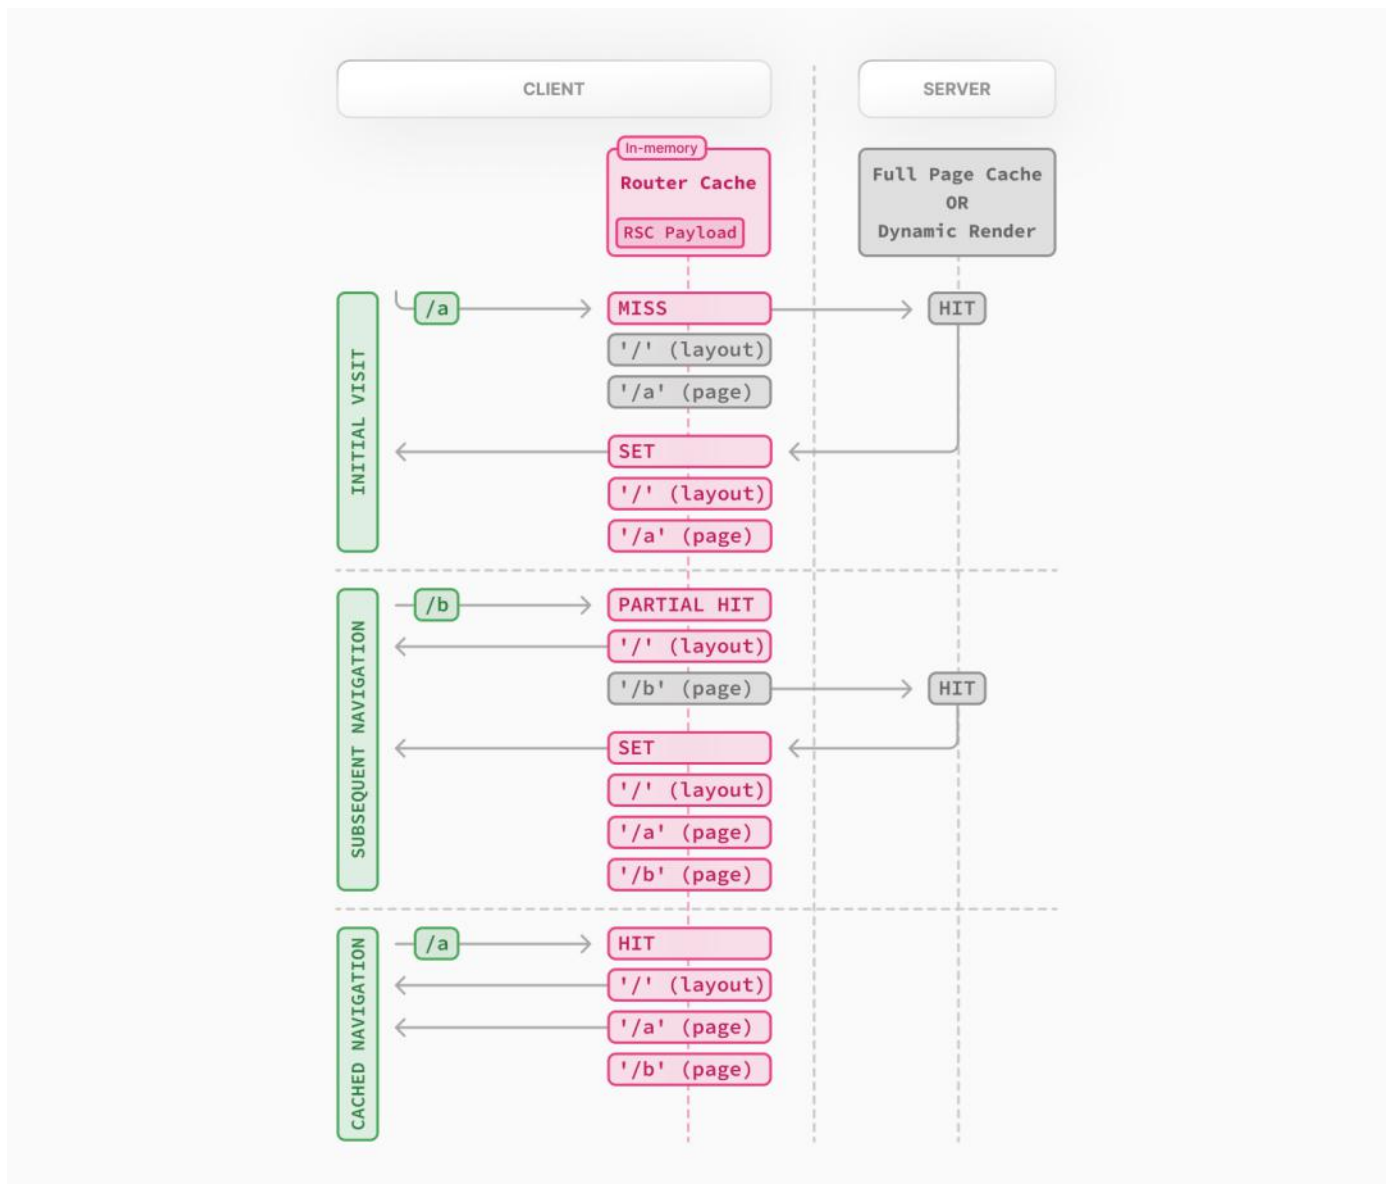 CLIENT
SERVER
In-memory
Router Cache
RSC Payload
Full Page Cache
OR
Dynamic Render
INITIAL VISIT
/a
MISS
HIT
'/' (layout)
'/a' (page)
SET
'/' (layout)
'/a' (page)
SUBSEQUENT NAVIGATION
/b
PARTIAL HIT
'/' (layout)
'/b' (page)
HIT
SET
'/' (layout)
'/a' (page)
'/b' (page)
CACHED NAVIGATION
/a
HIT
'/' (layout)
'/a' (page)
'/b' (page)